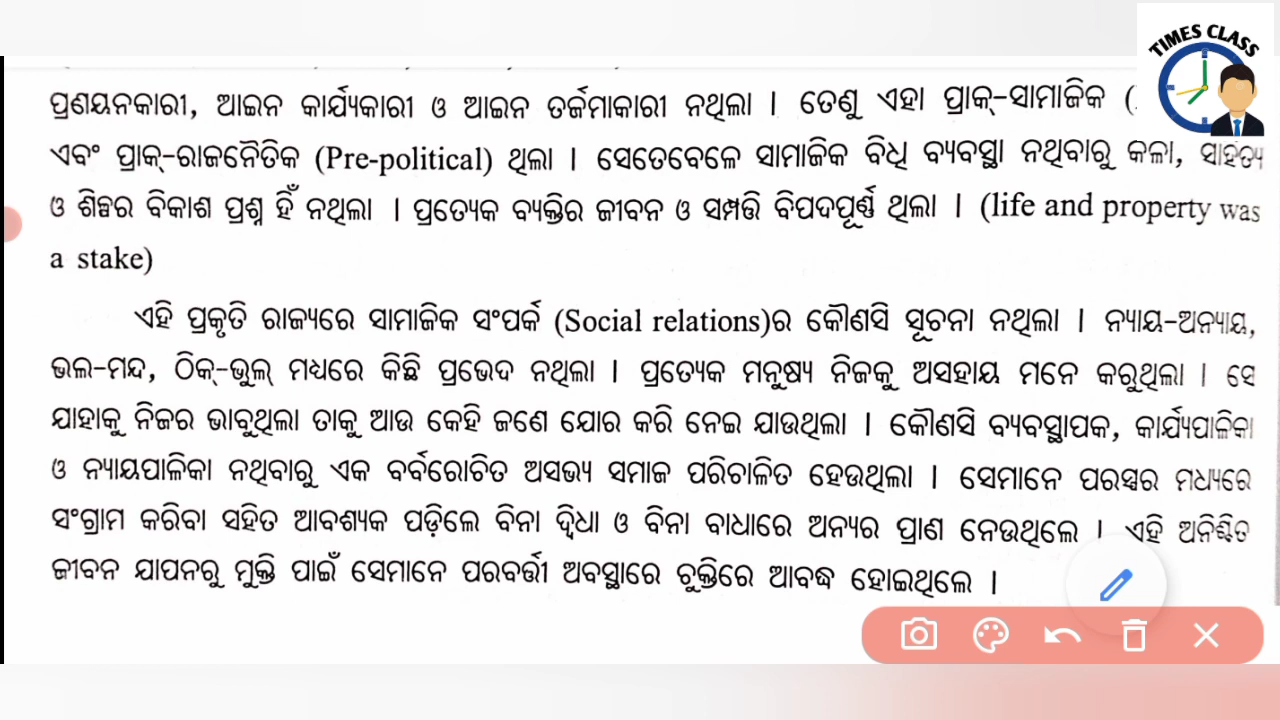 TIMES CLASS
ପ୍ରଣୟନକାରୀ, ଆଇନ କାର୍ଯ୍ୟକାରୀ ଓ ଆଇନ ତର୍ଜମାକାରୀ ନଥିଲା । ତେଣୁ ଏହା ପ୍ରାକ୍-ସାମାଜିକ (
ଏବଂ ପ୍ରାକ୍-ରାଜନୈତିକ (Pre-political) ଥିଲା । ସେତେବେଳେ ସାମାଜିକ ବିଧି ବ୍ୟବସ୍ଥା ନଥିବାରୁ କଳା, ସାହିତ୍ୟ
ଓ ଶିଳ୍ପର ବିକାଶ ପ୍ରଶ୍ନ ହିଁ ନଥିଲା । ପ୍ରତ୍ୟେକ ବ୍ୟକ୍ତିର ଜୀବନ ଓ ସମ୍ପତ୍ତି ବିପଦପୂର୍ଣ୍ଣ ଥିଲା । (life and property was
a stake)
ଏହି ପ୍ରକୃତି ରାଜ୍ୟରେ ସାମାଜିକ ସଂପର୍କ (Social relations)ର କୌଣସି ସୂଚନା ନଥିଲା । ନ୍ୟାୟ-ଅନ୍ୟାୟ,
ଭଲ-ମନ୍ଦ, ଠିକ୍-ଭୁଲ୍ ମଧ୍ୟରେ କିଛି ପ୍ରଭେଦ ନଥିଲା । ପ୍ରତ୍ୟେକ ମନୁଷ୍ୟ ନିଜକୁ ଅସହାୟ ମନେ କରୁଥିଲା । ସେ
ଯାହାକୁ ନିଜର ଭାବୁଥିଲା ତାକୁ ଆଉ କେହି ଜଣେ ଯୋର କରି ନେଇ ଯାଉଥିଲା । କୌଣସି ବ୍ୟବସ୍ଥାପକ, କାର୍ଯ୍ୟପାଳିକା
ଓ ନ୍ୟାୟପାଳିକା ନଥିବାରୁ ଏକ ବର୍ବରୋଚିତ ଅସଭ୍ୟ ସମାଜ ପରିଚାଳିତ ହେଉଥିଲା । ସେମାନେ ପରସ୍ପର ମଧ୍ୟରେ
ସଂଗ୍ରାମ କରିବା ସହିତ ଆବଶ୍ୟକ ପଡ଼ିଲେ ବିନା ଦ୍ୱିଧା ଓ ବିନା ବାଧାରେ ଅନ୍ୟର ପ୍ରାଣ ନେଉଥିଲେ । ଏହି ଅନିଶ୍ଚିତ
ଜୀବନ ଯାପନରୁ ମୁକ୍ତି ପାଇଁ ସେମାନେ ପରବର୍ତ୍ତୀ ଅବସ୍ଥାରେ ଚୁକ୍ତିରେ ଆବଦ୍ଧ ହୋଇଥିଲେ ।